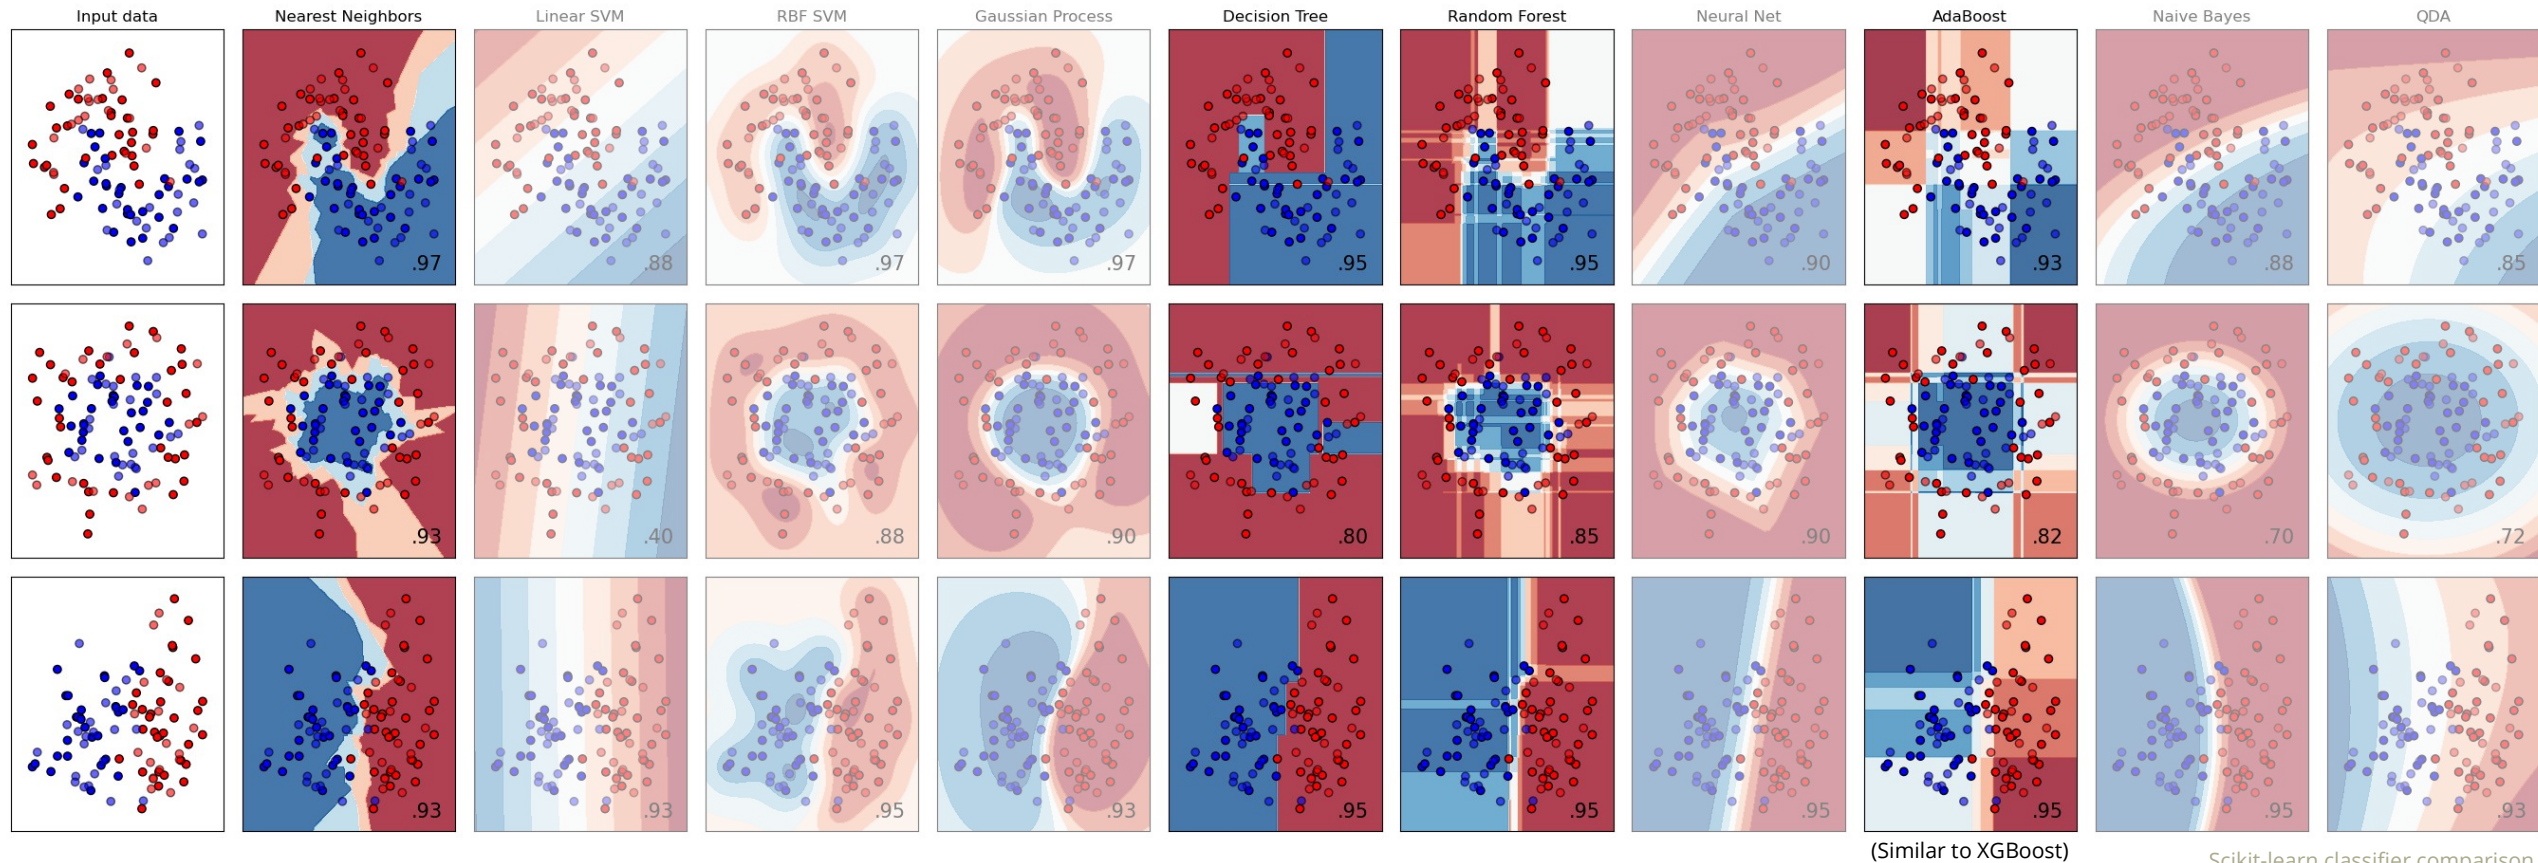 Input data Nearest Neighbors Linear SVM RBF SVM Gaussian Process Decision Tree Random Forest Neural Net AdaBoost Naive Bayes QDA
.97 .88 .97 .97 .95 .95 .90 .93 .88 .85
.93 .40 .88 .90 .80 .85 .90 .82 .70 .72
.93 .93 .95 .93 .95 .95 .95 .95 .95 .93
(Similar to XGBoost)
Scikit-learn classifier comparison